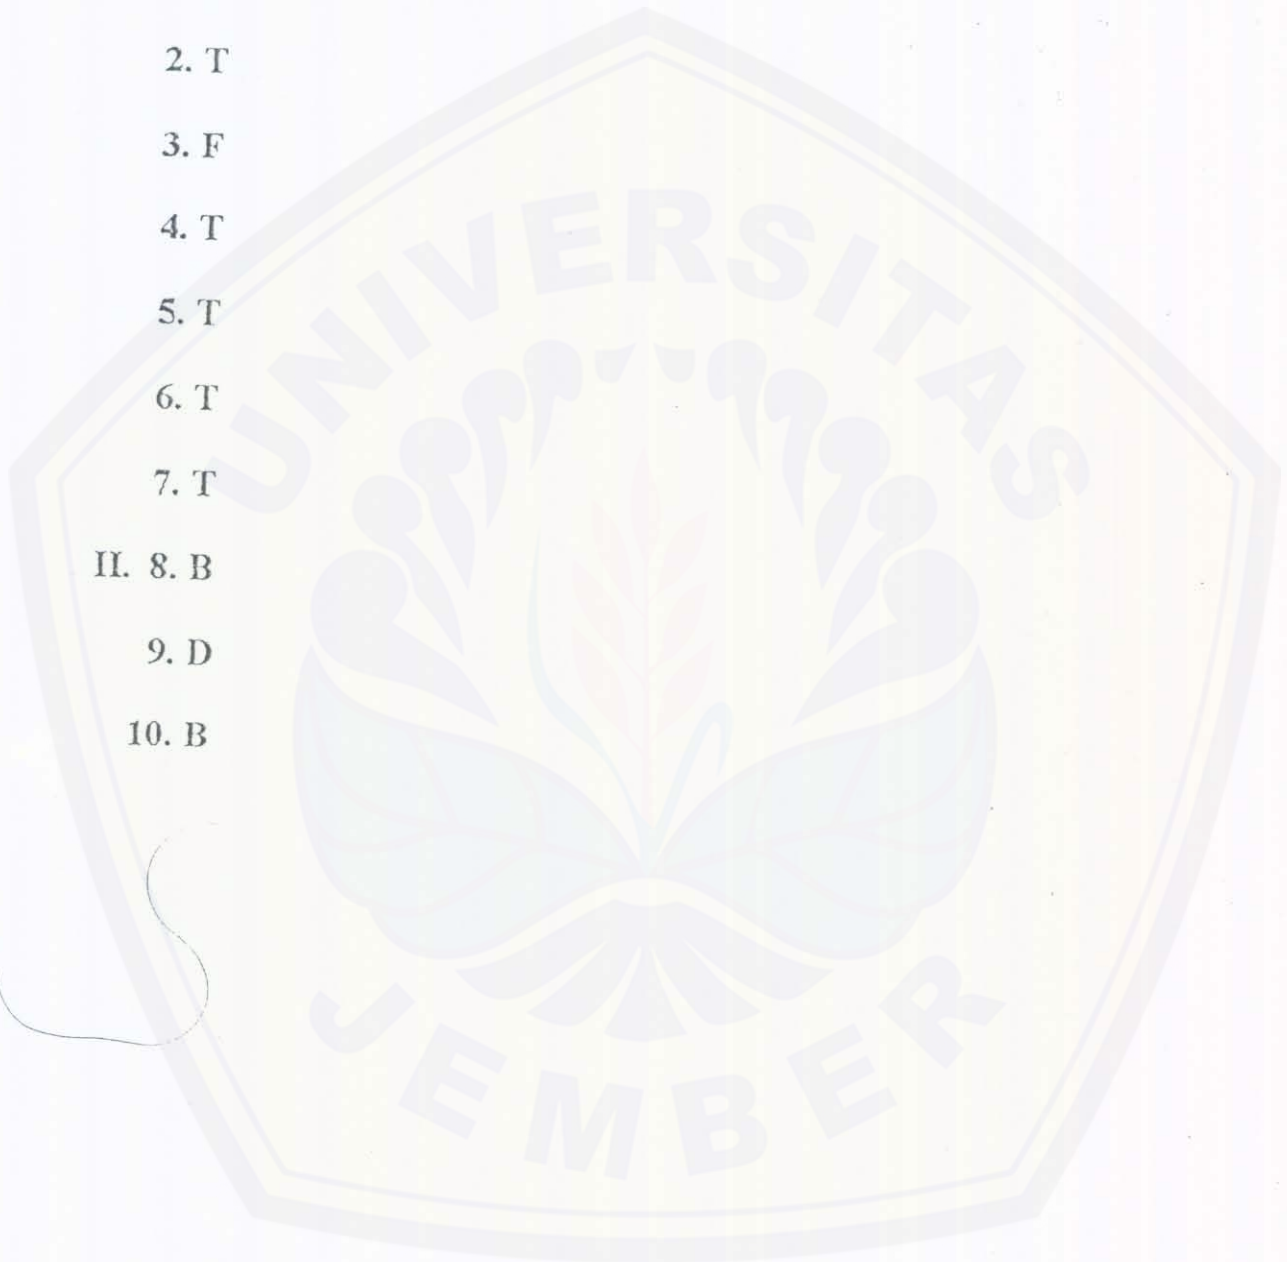 2. T
3. F
4. T
5. T
6. T
7. T
II. 8. B
9. D
10. B
UNIVERSITAS
JEMBER